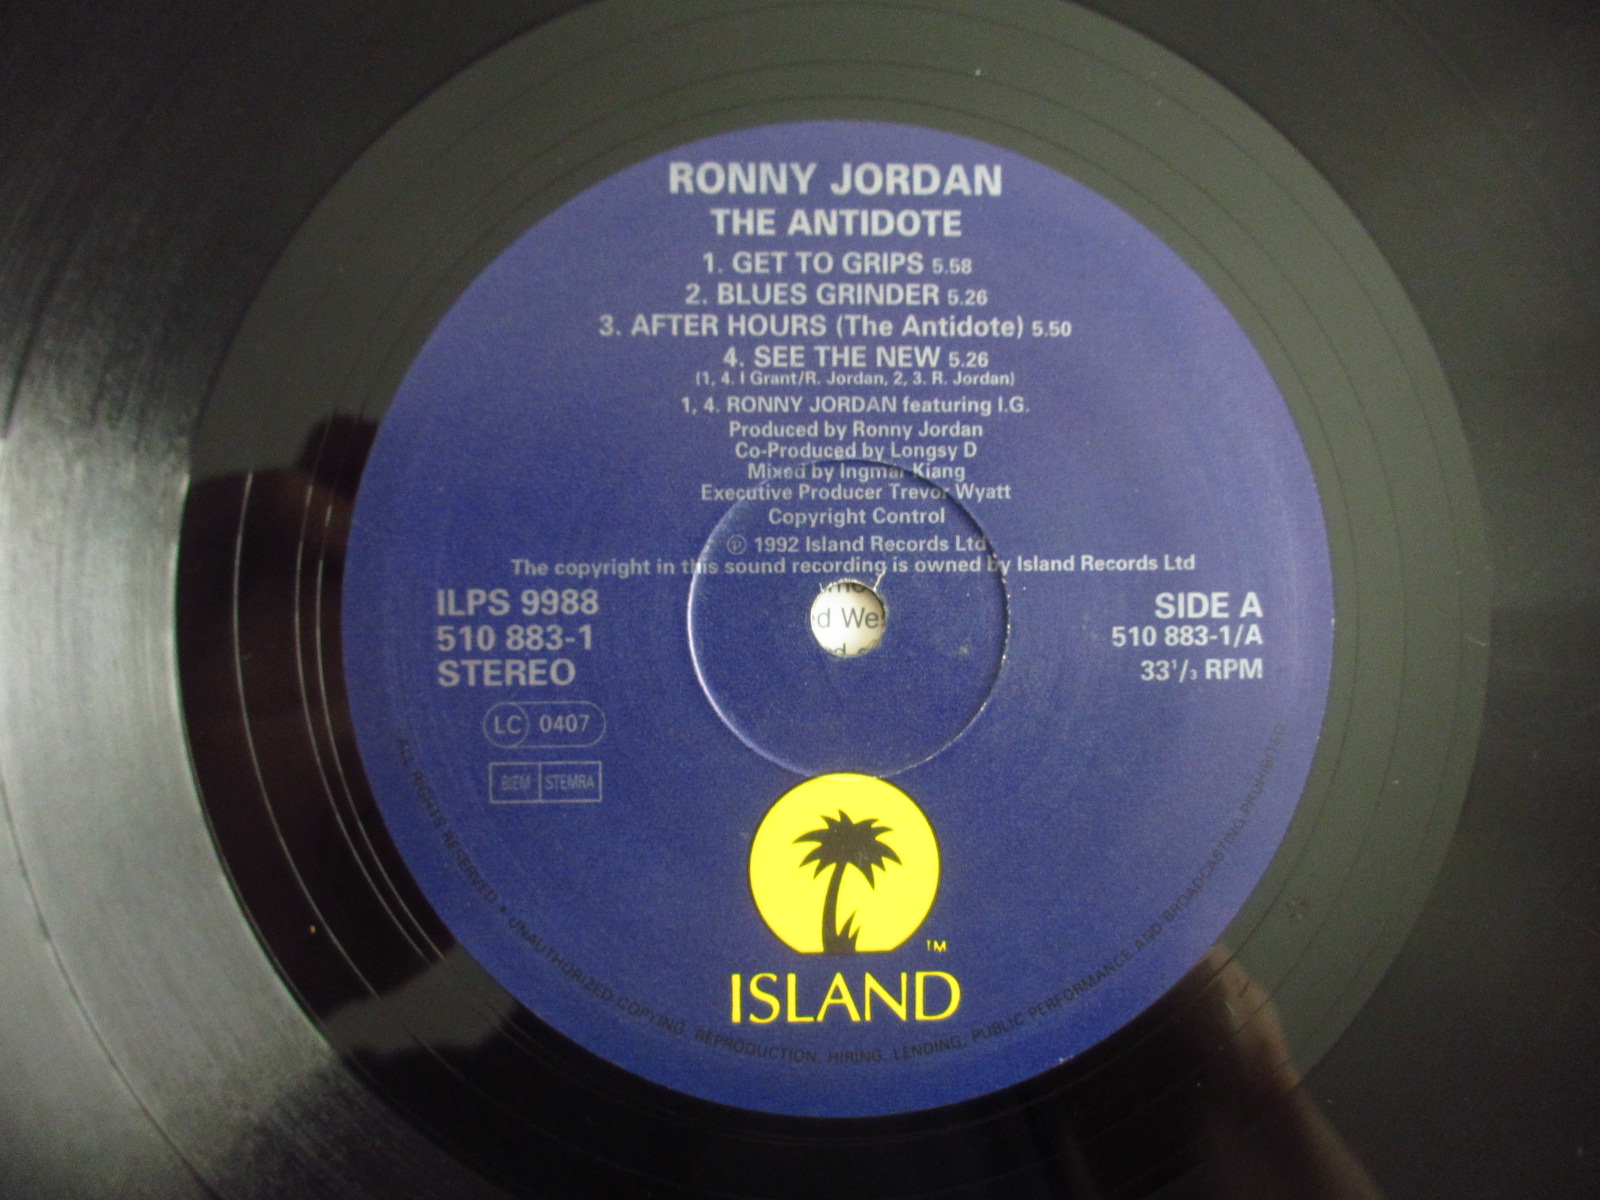 RONNY JORDAN
THE ANTIDOTE
1. GET TO GRIPS 5.58
2. BLUES GRINDER 5.26
3. AFTER HOURS (The Antidote) 5.50
4. SEE THE NEW 5.26
(1, 4. I Grant/R. Jordan, 2, 3. R. Jordan)
1, 4. RONNY JORDAN featuring I.G.
Produced by Ronny Jordan
Co-Produced by Longsy D
Mixed by Ingmar Kiang
Executive Producer Trevor Wyatt
Copyright Control
℗ 1992 Island Records Ltd
The copyright in this sound recording is owned by Island Records Ltd
ILPS 9988
510 883-1
STEREO
LC 0407
BIEM STEMRA
SIDE A
510 883-1/A
33 1/3 RPM
d We
TM
ISLAND
ALL RIGHTS RESERVED • UNAUTHORIZED COPYING, REPRODUCTION, HIRING, LENDING, PUBLIC PERFORMANCE AND BROADCASTING PROHIBITED